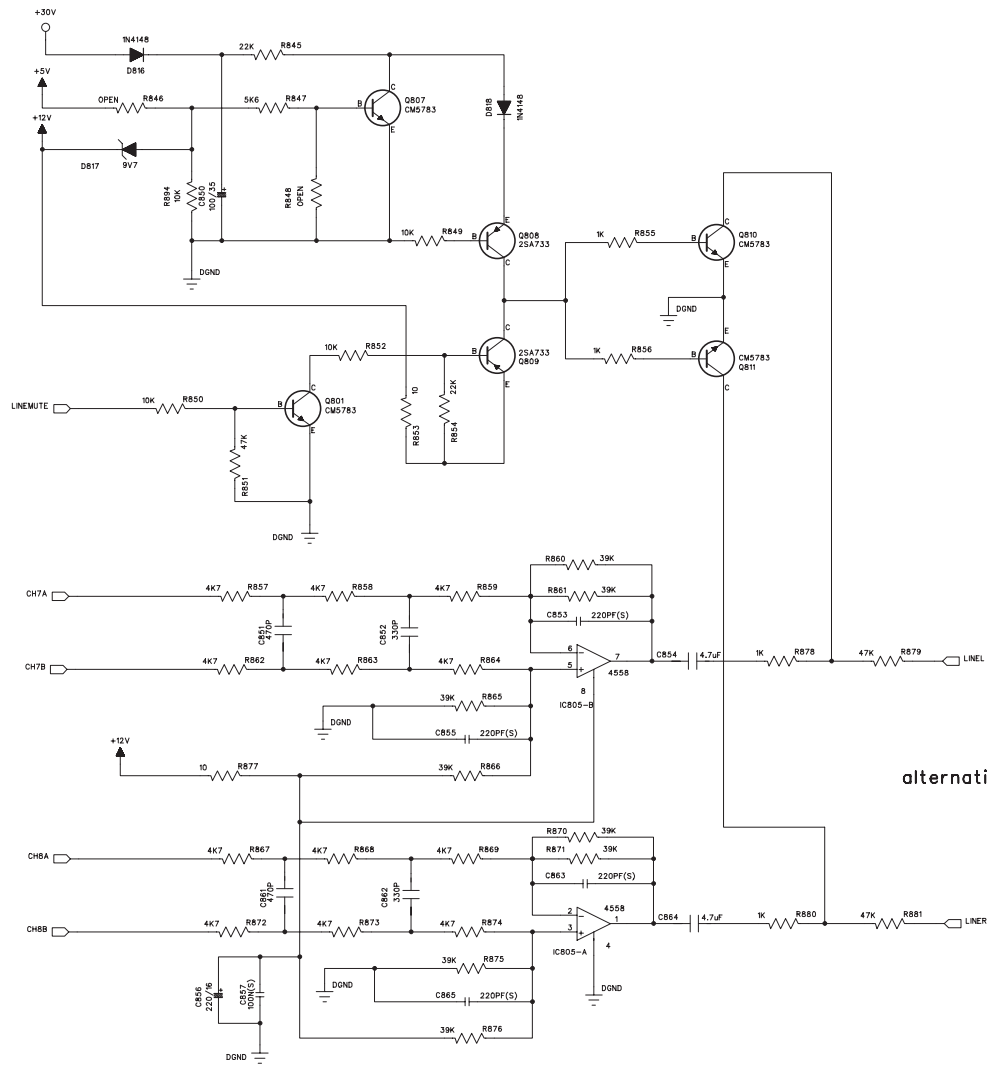 +30V
1N4148
D816
22K R845
+5V
OPEN R846
5K6 R847
B C E
Q807
CM5783
D818
1N4148
+12V
D817 9V7
R894
10K
C850
100/35
+
R848
OPEN
DGND
10K R849
B E C
Q808
2SA733
1K R855
B C E
Q810
CM5783
DGND
10K R852
B C E
2SA733
Q809
1K R856
B E C
CM5783
Q811
LINEMUTE
10K R850
B C E
Q801
CM5783
47K
R851
10
R853
22K
R854
DGND
R860 39K
CH7A
4K7 R857
4K7 R858
4K7 R859
R861 39K
C853 220PF(S)
C851
470P
C852
330P
CH7B
4K7 R862
4K7 R863
4K7 R864
6 -
5 +
7
4558
8
IC805-B
C854 4.7uF
1K R878
47K R879
LINEL
39K R865
DGND
C855 220PF(S)
+12V
10 R877
39K R866
alternati
R870 39K
CH8A
4K7 R867
4K7 R868
4K7 R869
R871 39K
C863 220PF(S)
C861
470P
C862
330P
CH8B
4K7 R872
4K7 R873
4K7 R874
2 -
3 +
1
4558
4
IC805-A
C864 4.7uF
1K R880
47K R881
LINER
39K R875
DGND
C865 220PF(S)
DGND
C856
220/16
+
C857
100N(S)
39K R876
DGND